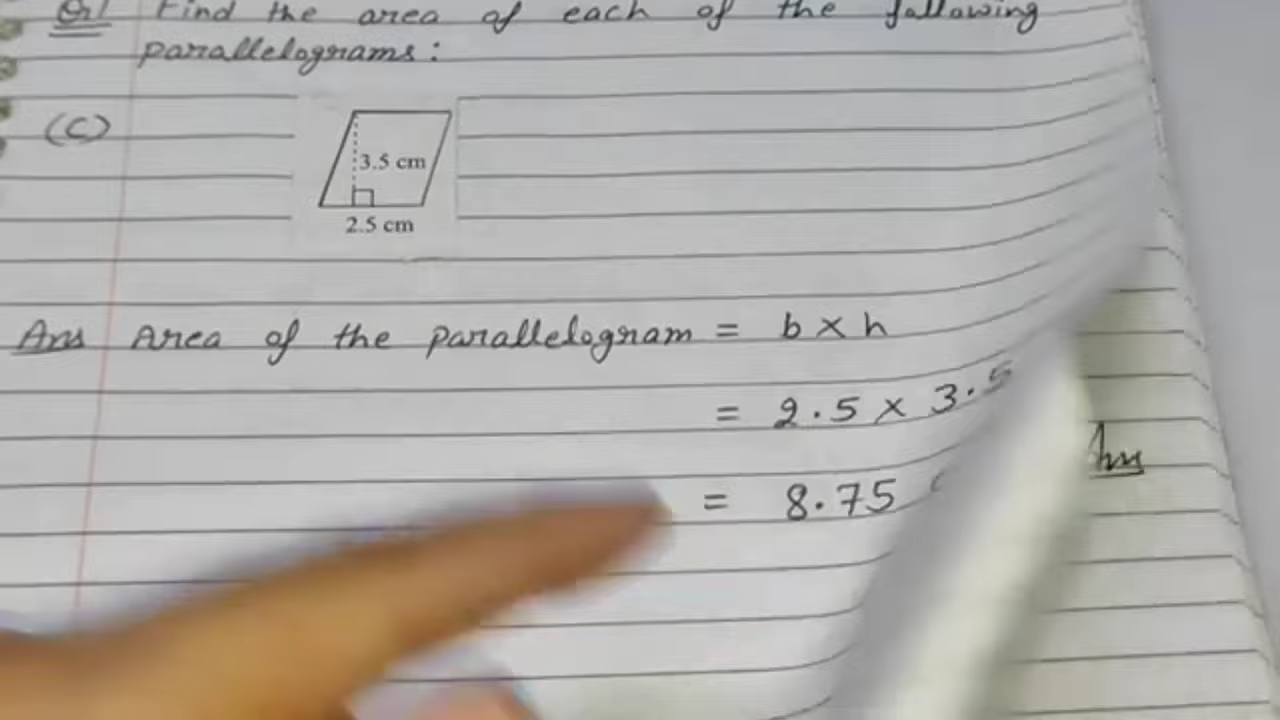 Q1 Find the area of each of the following
parallelograms:
(C)
3.5 cm
2.5 cm
Ans Area of the parallelogram = b × h
= 2.5 × 3.5
= 8.75
Ans